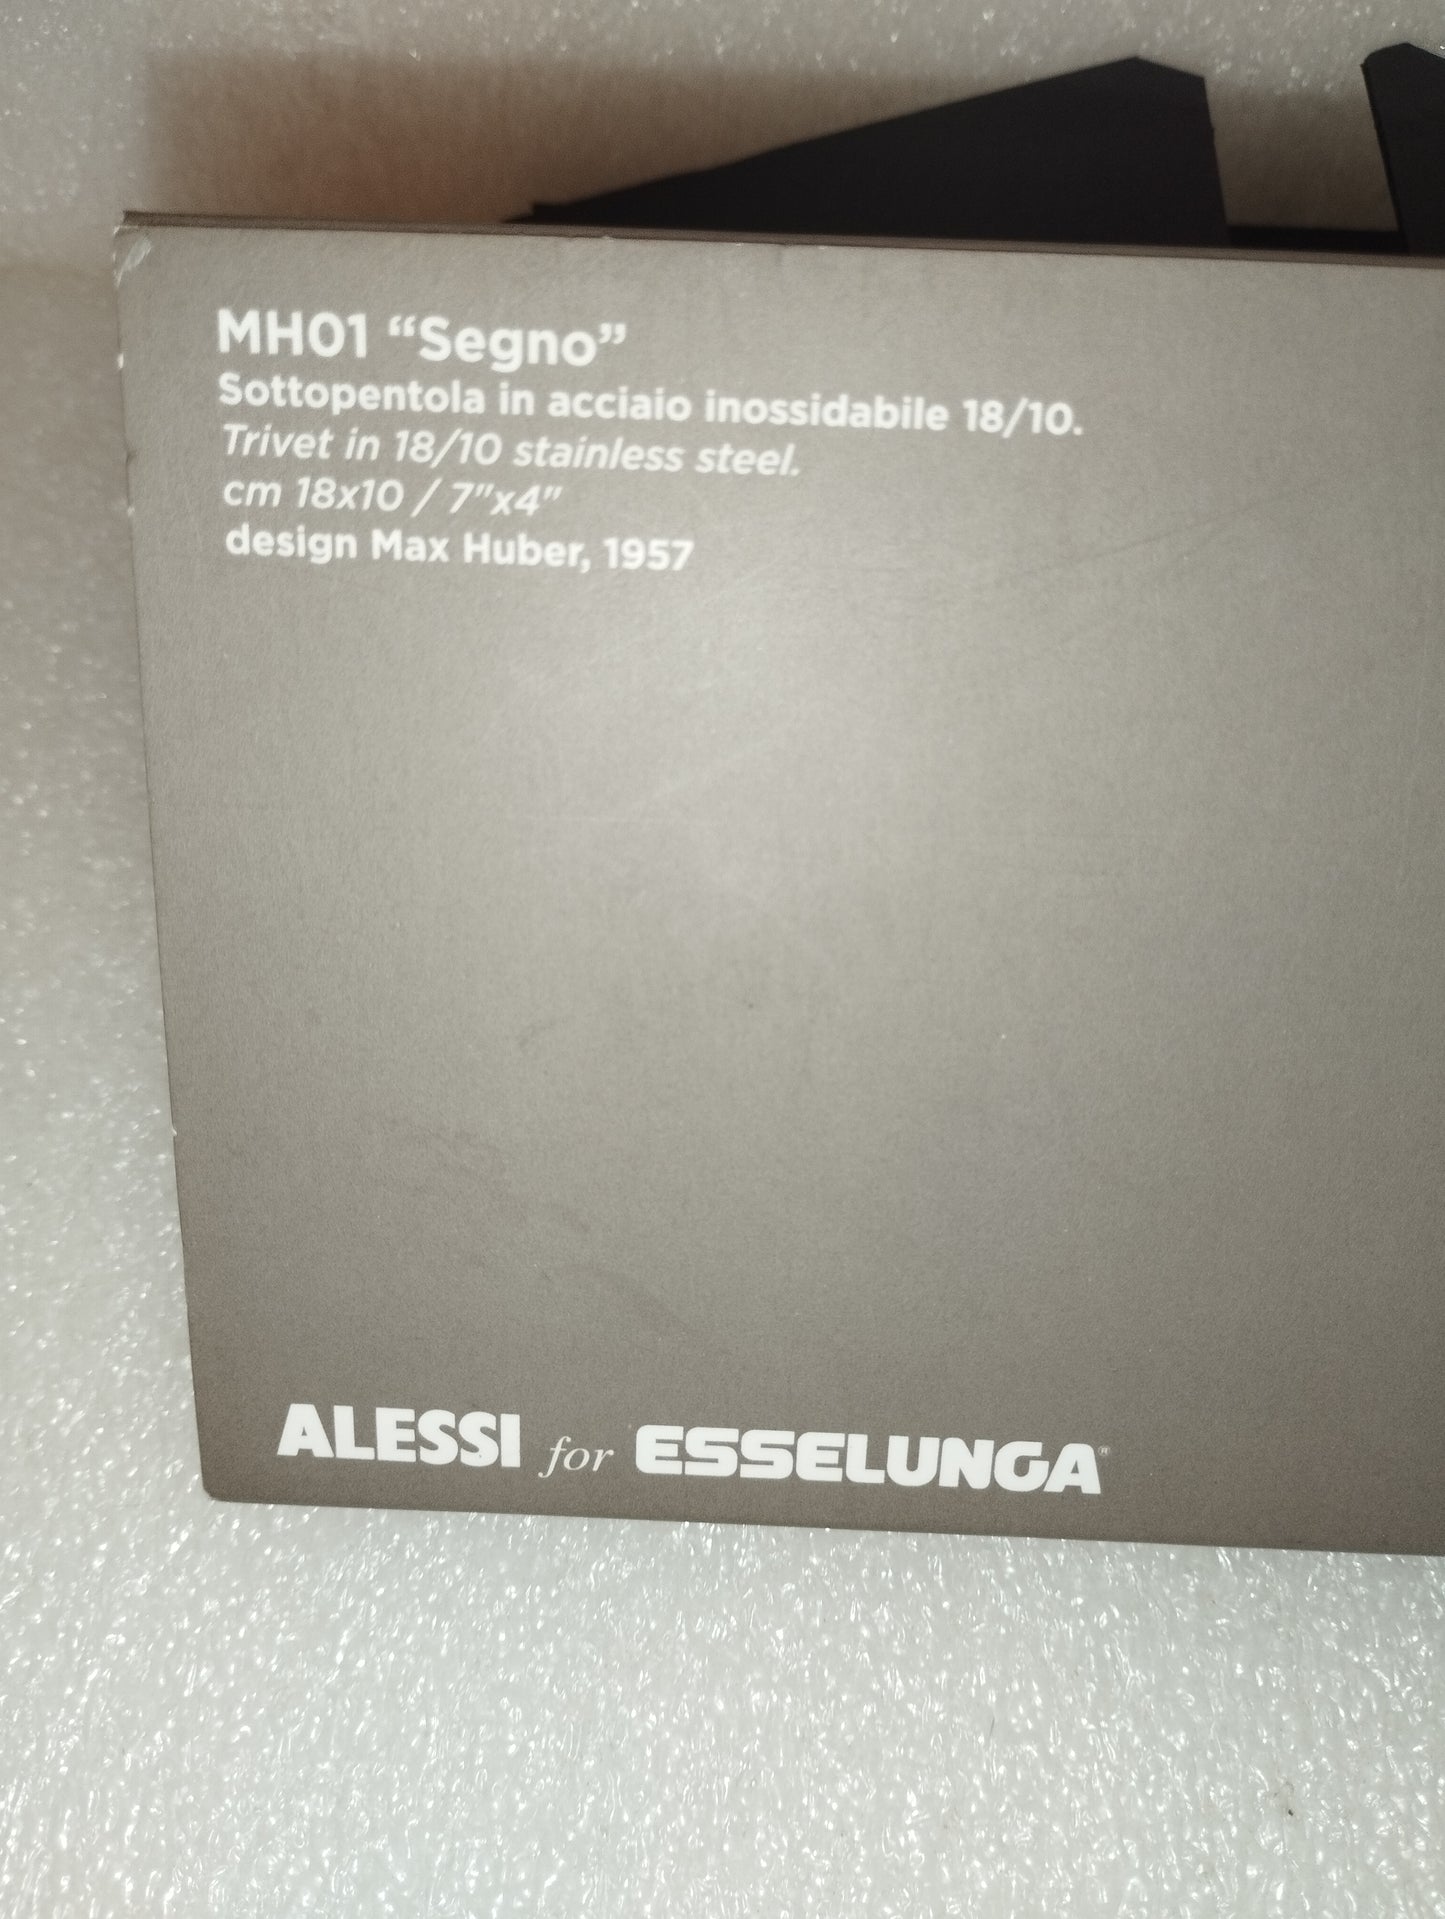 MH01 “Segno”
Sottopentola in acciaio inossidabile 18/10.
Trivet in 18/10 stainless steel.
cm 18x10 / 7"x4"
design Max Huber, 1957
ALESSI for ESSELUNGA®